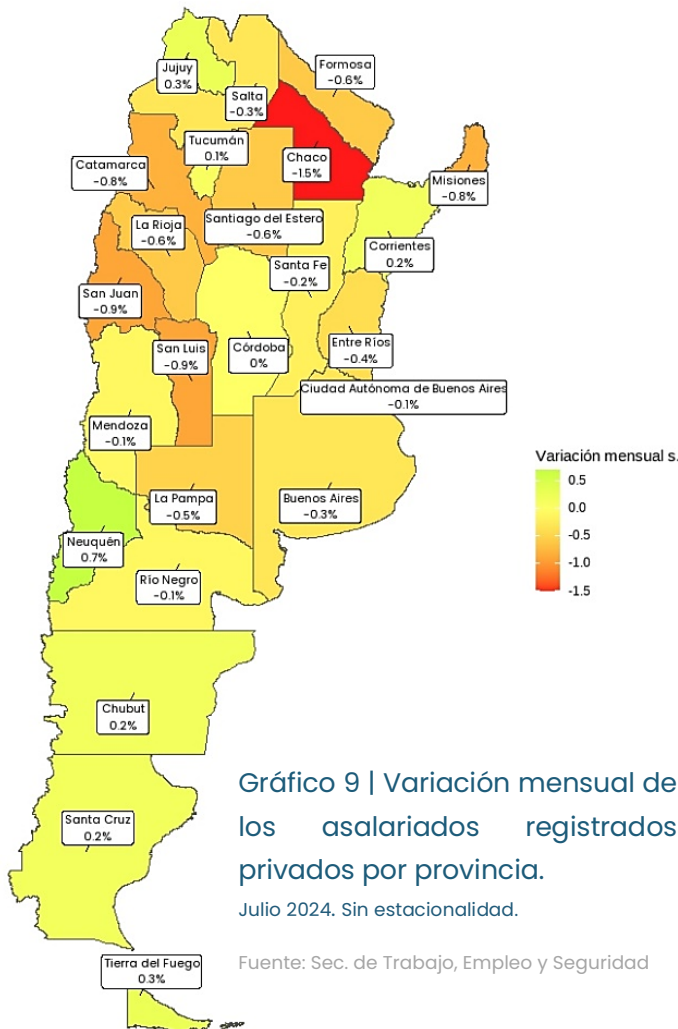 Jujuy
0.3%
Formosa
-0.6%
Salta
-0.3%
Tucumán
0.1%
Chaco
-1.5%
Catamarca
-0.8%
Misiones
-0.8%
La Rioja
-0.6%
Santiago del Estero
-0.6%
Corrientes
0.2%
Santa Fe
-0.2%
San Juan
-0.9%
San Luis
-0.9%
Córdoba
0%
Entre Ríos
-0.4%
Ciudad Autónoma de Buenos Aires
-0.1%
Mendoza
-0.1%
La Pampa
-0.5%
Buenos Aires
-0.3%
Neuquén
0.7%
Río Negro
-0.1%
Variación mensual s.
0.5
0.0
-0.5
-1.0
-1.5
Chubut
0.2%
Santa Cruz
0.2%
Tierra del Fuego
0.3%
Gráfico 9 | Variación mensual de
los asalariados registrados
privados por provincia.
Julio 2024. Sin estacionalidad.
Fuente: Sec. de Trabajo, Empleo y Seguridad